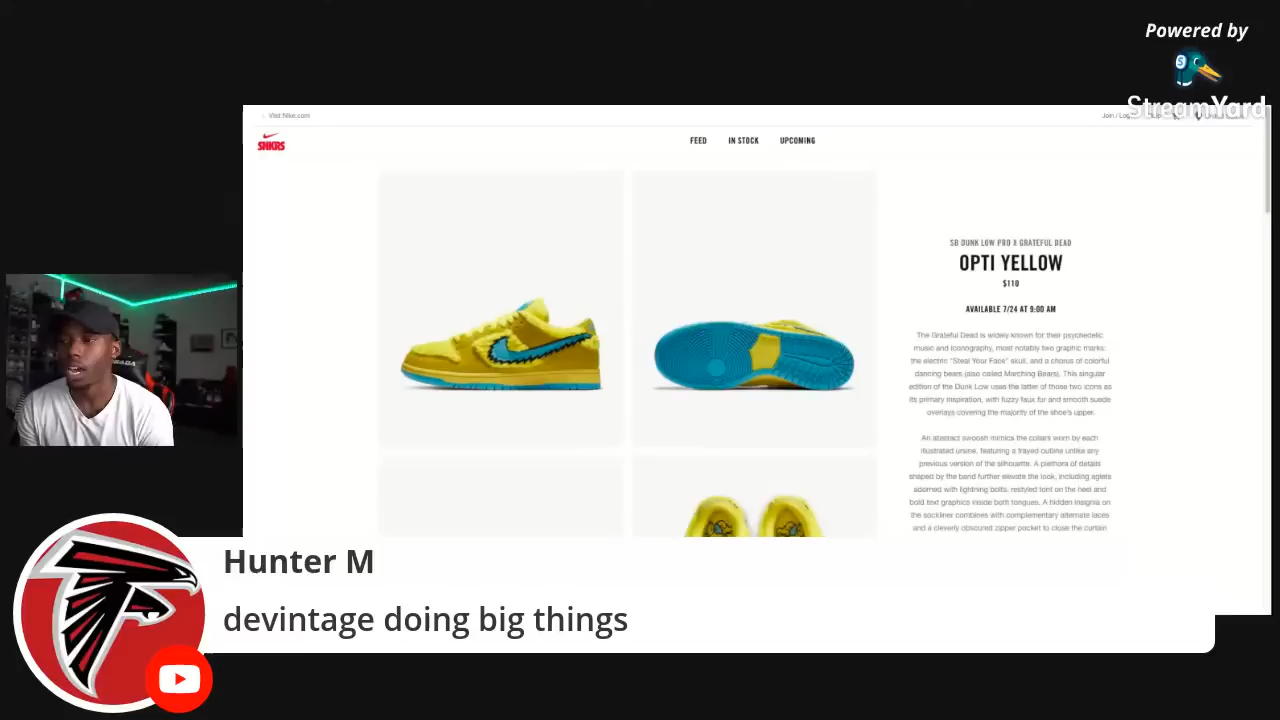 Powered by
StreamYard
Visit Nike.com
Join / Log
SNKRS
FEED
IN STOCK
UPCOMING
SB DUNK LOW PRO X GRATEFUL DEAD
OPTI YELLOW
$110
AVAILABLE 7/24 AT 9:00 AM
The Grateful Dead is widely known for their psychedelic
music and iconography, most notably two graphic marks:
the electric "Steal Your Face" skull, and a chorus of colorful
dancing bears (also called Marching Bears). This singular
edition of the Dunk Low uses the latter of those two icons as
its primary inspiration, with fuzzy faux fur and smooth suede
overlays covering the majority of the shoe's upper.
An abstract swoosh mimics the collars worn by each
illustrated ursine, featuring a frayed outline unlike any
previous version of the silhouette. A plethora of details
shaped by the band further elevate the look, including aglets
adorned with lightning bolts, restyled font on the heel and
bold text graphics inside both tongues. A hidden insignia on
the sockliner combines with complementary alternate laces
and a cleverly obscured zipper pocket to close the curtain
Hunter M
devintage doing big things